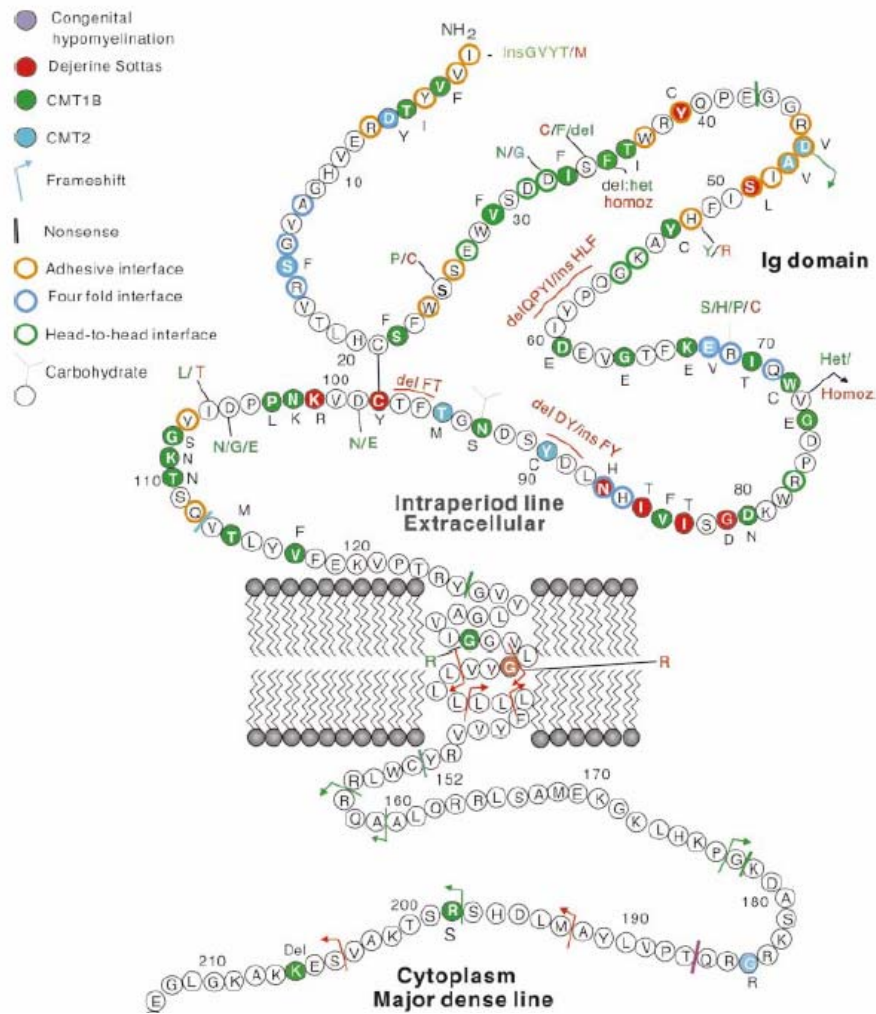 Congenital
hypomyelination
Dejerine Sottas
CMT1B
CMT2
Frameshift
Nonsense
Adhesive interface
Four fold interface
Head-to-head interface
Carbohydrate
NH2
InsGVYT/M
I V V Y T D R E V H G A V G S R V T L H C S F W S S E W V S D D I S F T W R Y Q P E G G R D A I S I F H Y A K G Q P Y I D E V G T F K E R I Q W V G D P R W K D G S I V I H N L D Y S D N G T F T C D V K N P P D I V G K T S Q V T L Y V F E K V P T R Y G V Y L G A V I G G V L G V V L L L L L L F Y V V R Y C W L R R Q A A L Q R R L S A M E K G K L H K P G K D A S K R G R Q T P V L Y A M L D H S R S T K A V S E K K A K G L G E
F
I
Y
10
F
20
F
P/C
F
30
N/G
F
C/F/del
del:het
homoz
I
C
40
V
V
L
50
Y/R
C
Ig domain
delQPYI/ins HLF
60
E
E
E
V
S/H/P/C
T
70
C
Het/
Homoz.
E
80
N
D
T
F
T
H
del DY/ins FY
C
90
S
M
del FT
Y
100
N/E
R
K
L
N/G/E
L/T
S
N
N
110
M
F
120
Intraperiod line
Extracellular
R
R
152
160
170
180
R
190
200
S
Del
210
Cytoplasm
Major dense line